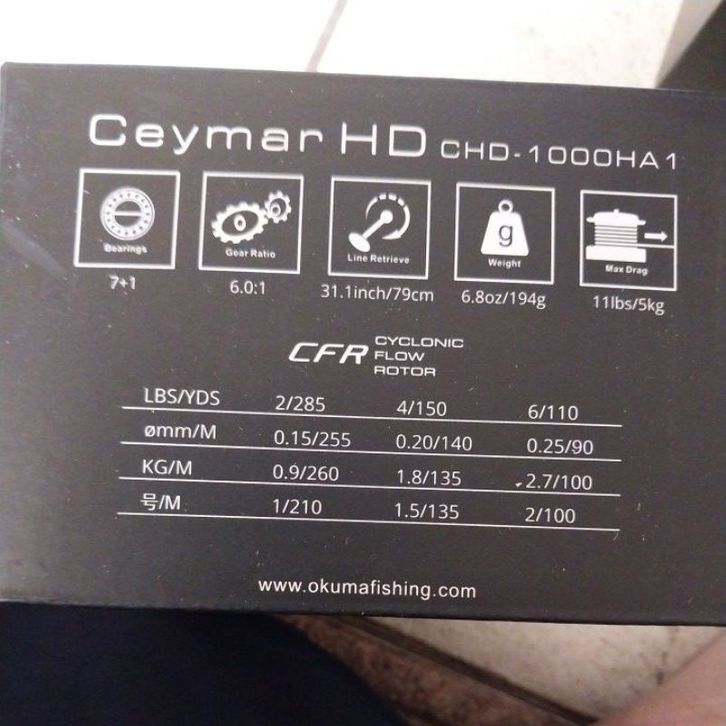 Ceymar HD CHD-1000HA1
Bearings
Gear Ratio
Line Retrieve
g
Weight
Max Drag
7+1
6.0:1
31.1inch/79cm
6.8oz/194g
11lbs/5kg
CFR CYCLONIC
FLOW
ROTOR
LBS/YDS 2/285 4/150 6/110
ømm/M 0.15/255 0.20/140 0.25/90
KG/M 0.9/260 1.8/135 2.7/100
号/M 1/210 1.5/135 2/100
www.okumafishing.com